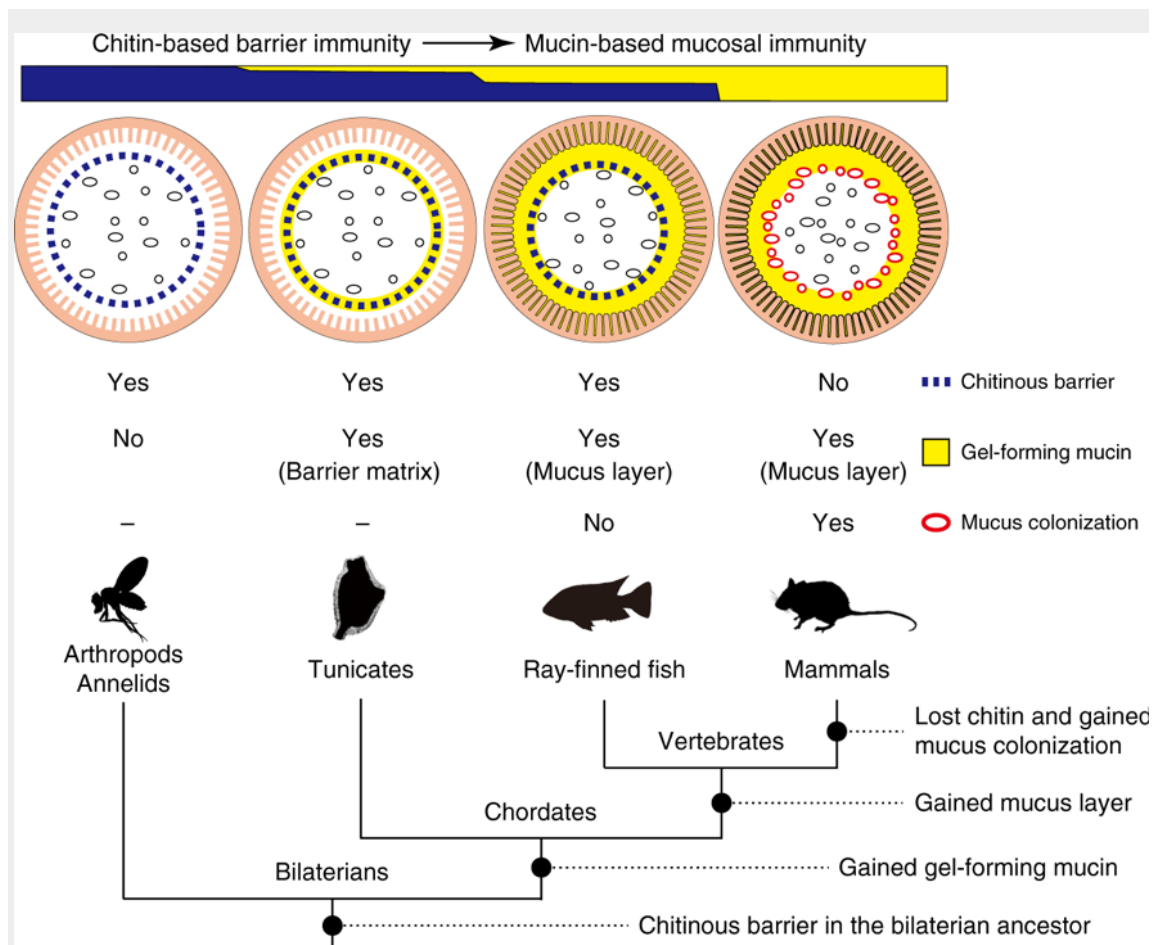 Chitin-based barrier immunity → Mucin-based mucosal immunity
Yes Yes Yes No Chitinous barrier
No Yes Yes Yes Gel-forming mucin
(Barrier matrix) (Mucus layer) (Mucus layer)
– – No Yes Mucus colonization
Arthropods
Annelids
Tunicates
Ray-finned fish
Mammals
Lost chitin and gained
mucus colonization
Vertebrates
Gained mucus layer
Chordates
Gained gel-forming mucin
Bilaterians
Chitinous barrier in the bilaterian ancestor